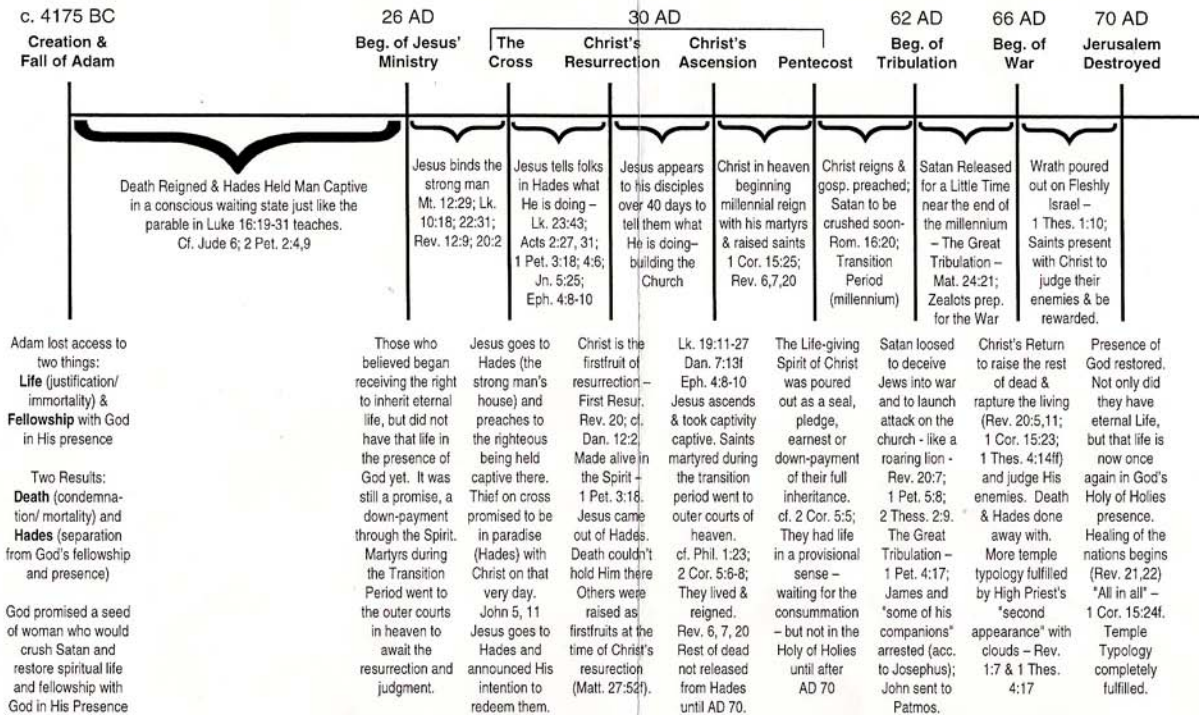 c. 4175 BC
Creation &
Fall of Adam
26 AD
Beg. of Jesus'
Ministry
30 AD
The
Cross
Christ's
Resurrection
Christ's
Ascension
Pentecost
62 AD
Beg. of
Tribulation
66 AD
Beg. of
War
70 AD
Jerusalem
Destroyed
Death Reigned & Hades Held Man Captive
in a conscious waiting state just like the
parable in Luke 16:19-31 teaches.
Cf. Jude 6; 2 Pet. 2:4,9
Jesus binds the
strong man
Mt. 12:29; Lk.
10:18; 22:31;
Rev. 12:9; 20:2
Jesus tells folks
in Hades what
He is doing –
Lk. 23:43;
Acts 2:27, 31;
1 Pet. 3:18; 4:6;
Jn. 5:25;
Eph. 4:8-10
Jesus appears
to his disciples
over 40 days to
tell them what
He is doing–
building the
Church
Christ in heaven
beginning
millennial reign
with his martyrs
& raised saints
1 Cor. 15:25;
Rev. 6,7,20
Christ reigns &
gosp. preached;
Satan to be
crushed soon-
Rom. 16:20;
Transition
Period
(millennium)
Satan Released
for a Little Time
near the end of
the millennium
– The Great
Tribulation –
Mat. 24:21;
Zealots prep.
for the War
Wrath poured
out on Fleshly
Israel –
1 Thes. 1:10;
Saints present
with Christ to
judge their
enemies & be
rewarded.
Adam lost access to
two things:
Life (justification/
immortality) &
Fellowship with God
in His presence
Two Results:
Death (condemna-
tion/ mortality) and
Hades (separation
from God's fellowship
and presence)
God promised a seed
of woman who would
crush Satan and
restore spiritual life
and fellowship with
God in His Presence
Those who
believed began
receiving the right
to inherit eternal
life, but did not
have that life in
the presence of
God yet. It was
still a promise, a
down-payment
through the Spirit.
Martyrs during
the Transition
Period went to
the outer courts
in heaven to
await the
resurrection and
judgment.
Jesus goes to
Hades (the
strong man's
house) and
preaches to
the righteous
being held
captive there.
Thief on cross
promised to be
in paradise
(Hades) with
Christ on that
very day.
John 5, 11
Jesus goes to
Hades and
announced His
intention to
redeem them.
Christ is the
firstfruit of
resurrection –
First Resur.
Rev. 20; cf.
Dan. 12:2
Made alive in
the Spirit –
1 Pet. 3:18.
Jesus came
out of Hades.
Death couldn't
hold Him there
Others were
raised as
firstfruits at the
time of Christ's
resurection
(Matt. 27:52f).
Lk. 19:11-27
Dan. 7:13f
Eph. 4:8-10
Jesus ascends
& took captivity
captive. Saints
martyred during
the transition
period went to
outer courts of
heaven.
cf. Phil. 1:23;
2 Cor. 5:6-8;
They lived &
reigned.
Rev. 6, 7, 20
Rest of dead
not released
from Hades
until AD 70.
The Life-giving
Spirit of Christ
was poured
out as a seal,
pledge,
earnest or
down-payment
of their full
inheritance.
cf. 2 Cor. 5:5;
They had life
in a provisional
sense –
waiting for the
consummation
– but not in the
Holy of Holies
until after
AD 70
Satan loosed
to deceive
Jews into war
and to launch
attack on the
church - like a
roaring lion -
Rev. 20:7;
1 Pet. 5:8;
2 Thess. 2:9.
The Great
Tribulation –
1 Pet. 4:17;
James and
"some of his
companions"
arrested (acc.
to Josephus);
John sent to
Patmos.
Christ's Return
to raise the rest
of dead &
rapture the living
(Rev. 20:5,11;
1 Cor. 15:23;
1 Thes. 4:14ff)
and judge His
enemies. Death
& Hades done
away with.
More temple
typology fulfilled
by High Priest's
"second
appearance" with
clouds – Rev.
1:7 & 1 Thes.
4:17
Presence of
God restored.
Not only did
they have
eternal Life,
but that life is
now once
again in God's
Holy of Holies
presence.
Healing of the
nations begins
(Rev. 21,22)
"All in all" –
1 Cor. 15:24f.
Temple
Typology
completely
fulfilled.